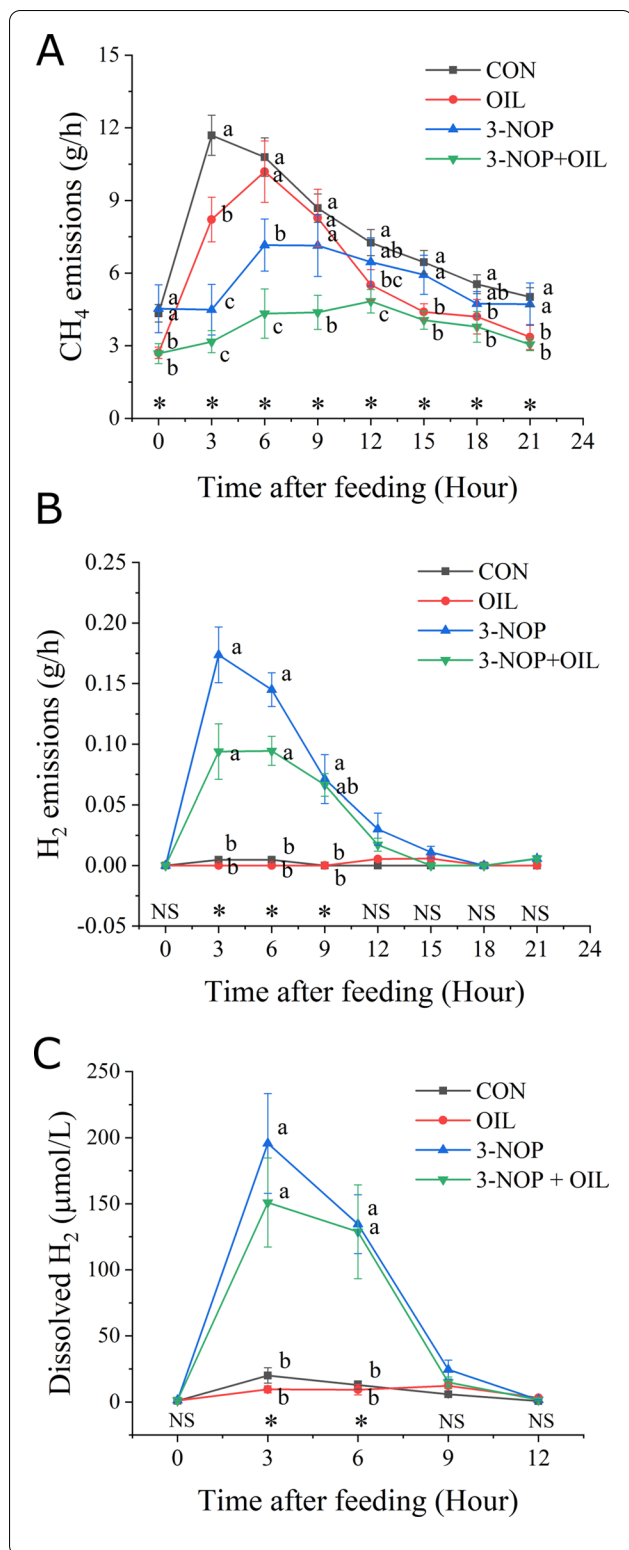 A
CON
OIL
3-NOP
3-NOP+OIL
CH₄ emissions (g/h)
15
12
9
6
3
0
a
a
b
b
a
b
c
c
a
a
b
c
a
a
a
b
a
ab
bc
c
a
a
b
b
a
a
b
b
a
a
b
b
* * * * * * * *
0 3 6 9 12 15 18 21 24
Time after feeding (Hour)
B
CON
OIL
3-NOP
3-NOP+OIL
H₂ emissions (g/h)
0.25
0.20
0.15
0.10
0.05
0.00
-0.05
a
a
b
b
a
a
b
b
a
ab
b
b
NS * * * NS NS NS NS
0 3 6 9 12 15 18 21 24
Time after feeding (Hour)
C
CON
OIL
3-NOP
3-NOP + OIL
Dissolved H₂ (μmol/L)
250
200
150
100
50
0
a
a
b
b
a
a
b
b
NS * * NS NS
0 3 6 9 12
Time after feeding (Hour)